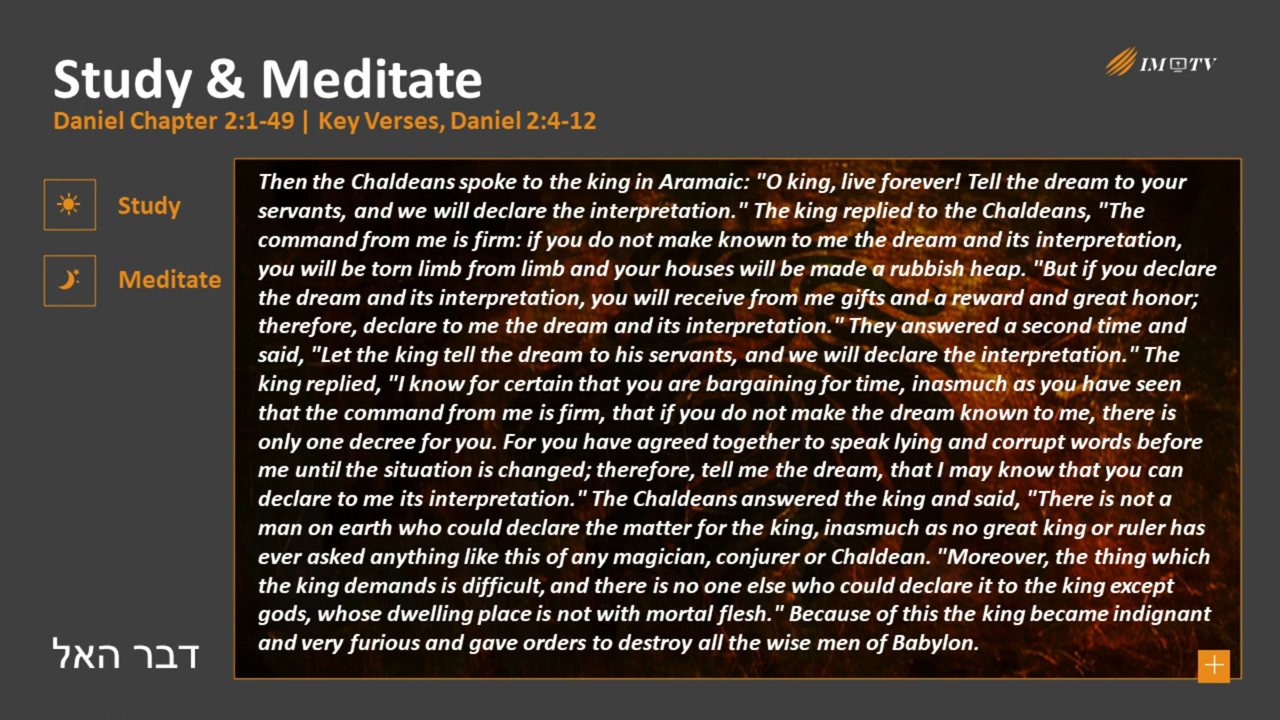 Study & Meditate
IM TV
Daniel Chapter 2:1-49 | Key Verses, Daniel 2:4-12
Study
Meditate
Then the Chaldeans spoke to the king in Aramaic: "O king, live forever! Tell the dream to your
servants, and we will declare the interpretation." The king replied to the Chaldeans, "The
command from me is firm: if you do not make known to me the dream and its interpretation,
you will be torn limb from limb and your houses will be made a rubbish heap. "But if you declare
the dream and its interpretation, you will receive from me gifts and a reward and great honor;
therefore, declare to me the dream and its interpretation." They answered a second time and
said, "Let the king tell the dream to his servants, and we will declare the interpretation." The
king replied, "I know for certain that you are bargaining for time, inasmuch as you have seen
that the command from me is firm, that if you do not make the dream known to me, there is
only one decree for you. For you have agreed together to speak lying and corrupt words before
me until the situation is changed; therefore, tell me the dream, that I may know that you can
declare to me its interpretation." The Chaldeans answered the king and said, "There is not a
man on earth who could declare the matter for the king, inasmuch as no great king or ruler has
ever asked anything like this of any magician, conjurer or Chaldean. "Moreover, the thing which
the king demands is difficult, and there is no one else who could declare it to the king except
gods, whose dwelling place is not with mortal flesh." Because of this the king became indignant
and very furious and gave orders to destroy all the wise men of Babylon.
דבר האל